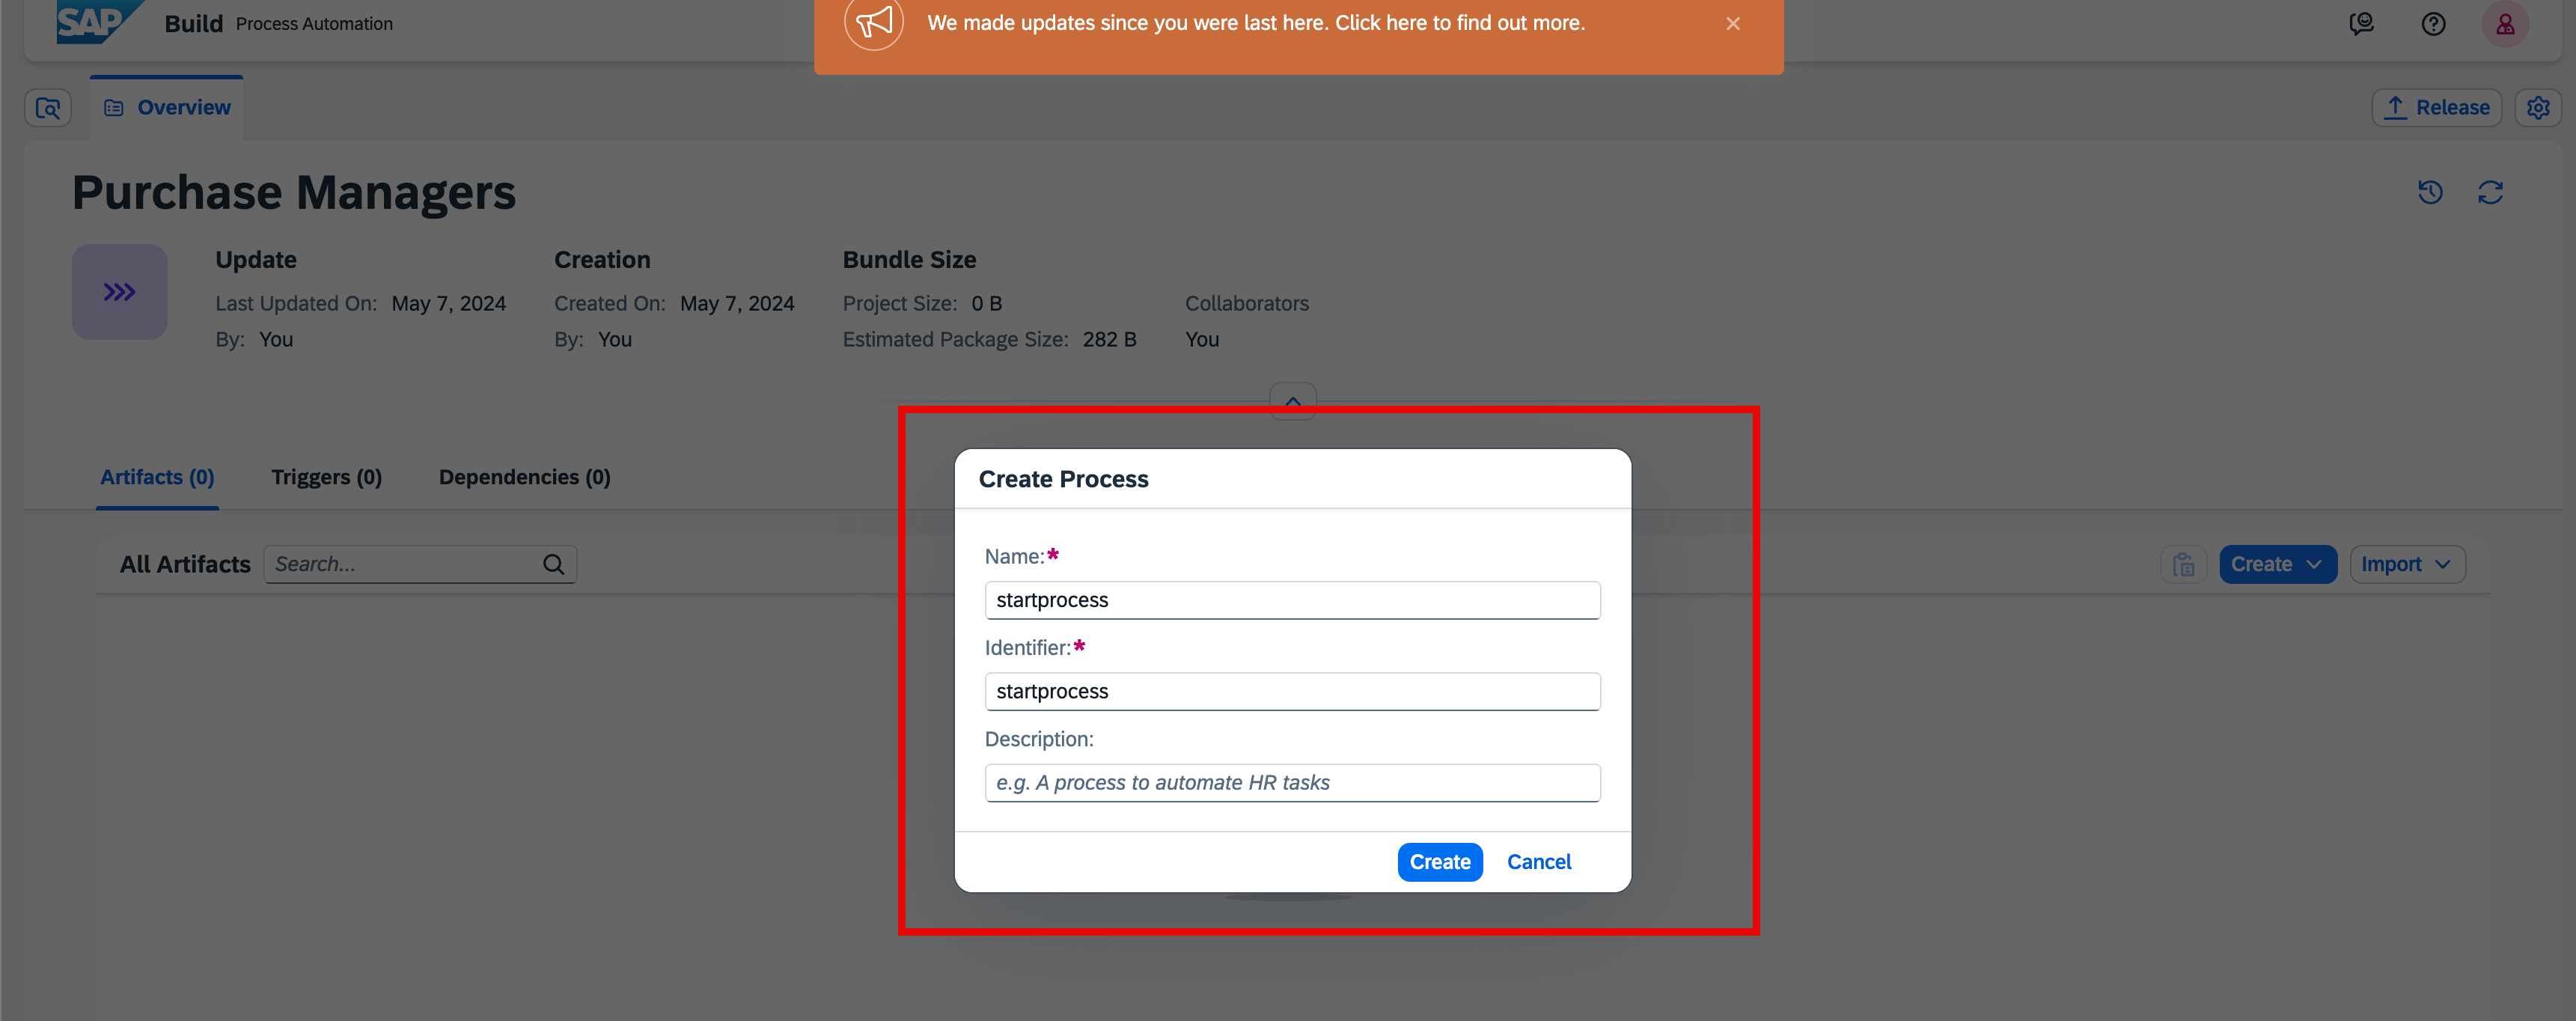 SAP Build Process Automation
We made updates since you were last here. Click here to find out more.
Overview
Release
Purchase Managers
Update
Last Updated On: May 7, 2024
By: You
Creation
Created On: May 7, 2024
By: You
Bundle Size
Project Size: 0 B
Estimated Package Size: 282 B
Collaborators
You
Artifacts (0) Triggers (0) Dependencies (0)
All Artifacts Search...
Create Import
Create Process
Name:*
startprocess
Identifier:*
startprocess
Description:
e.g. A process to automate HR tasks
Create Cancel